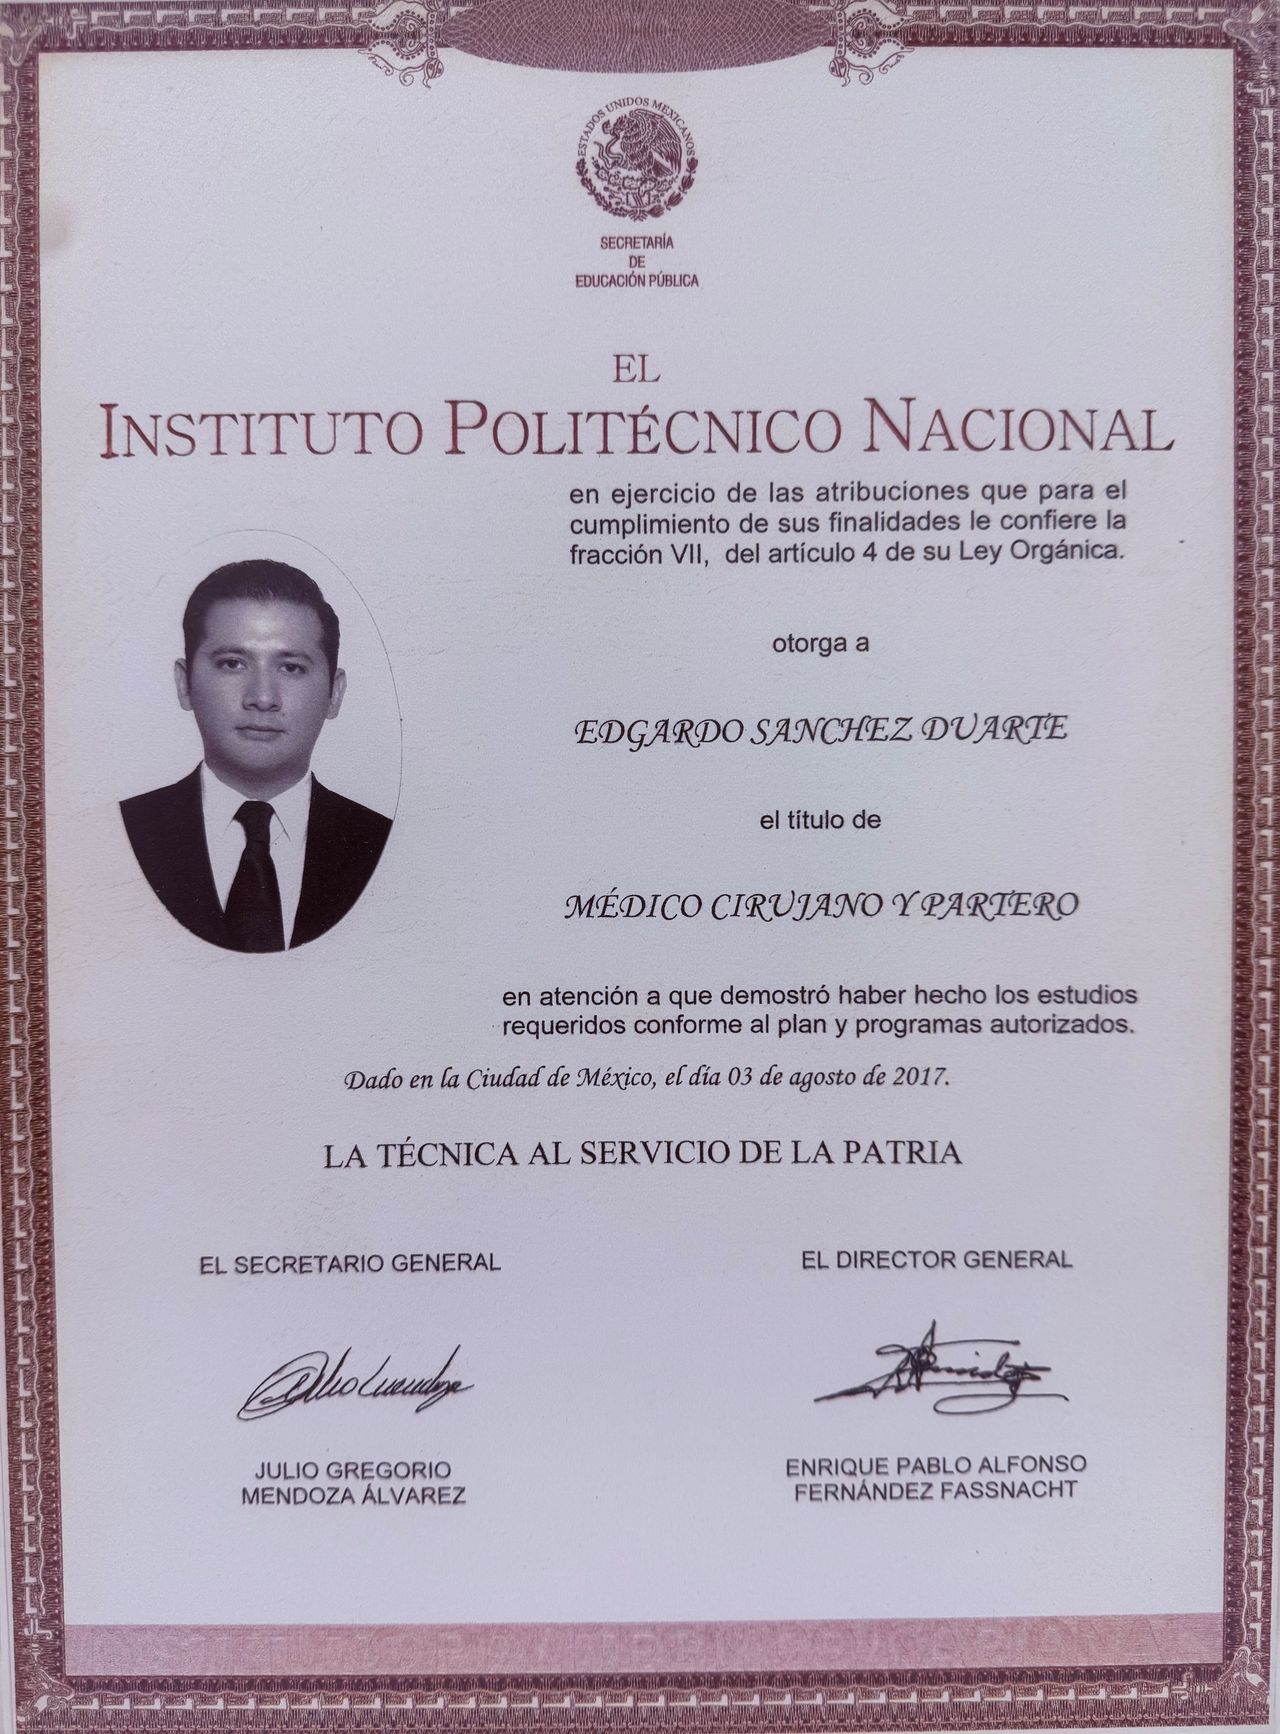 ESTADOS UNIDOS MEXICANOS
SECRETARÍA
DE
EDUCACIÓN PÚBLICA
EL
INSTITUTO POLITÉCNICO NACIONAL
en ejercicio de las atribuciones que para el
cumplimiento de sus finalidades le confiere la
fracción VII, del artículo 4 de su Ley Orgánica.
otorga a
EDGARDO SANCHEZ DUARTE
el título de
MÉDICO CIRUJANO Y PARTERO
en atención a que demostró haber hecho los estudios
requeridos conforme al plan y programas autorizados.
Dado en la Ciudad de México, el día 03 de agosto de 2017.
LA TÉCNICA AL SERVICIO DE LA PATRIA
EL SECRETARIO GENERAL
EL DIRECTOR GENERAL
JULIO GREGORIO
MENDOZA ÁLVAREZ
ENRIQUE PABLO ALFONSO
FERNÁNDEZ FASSNACHT